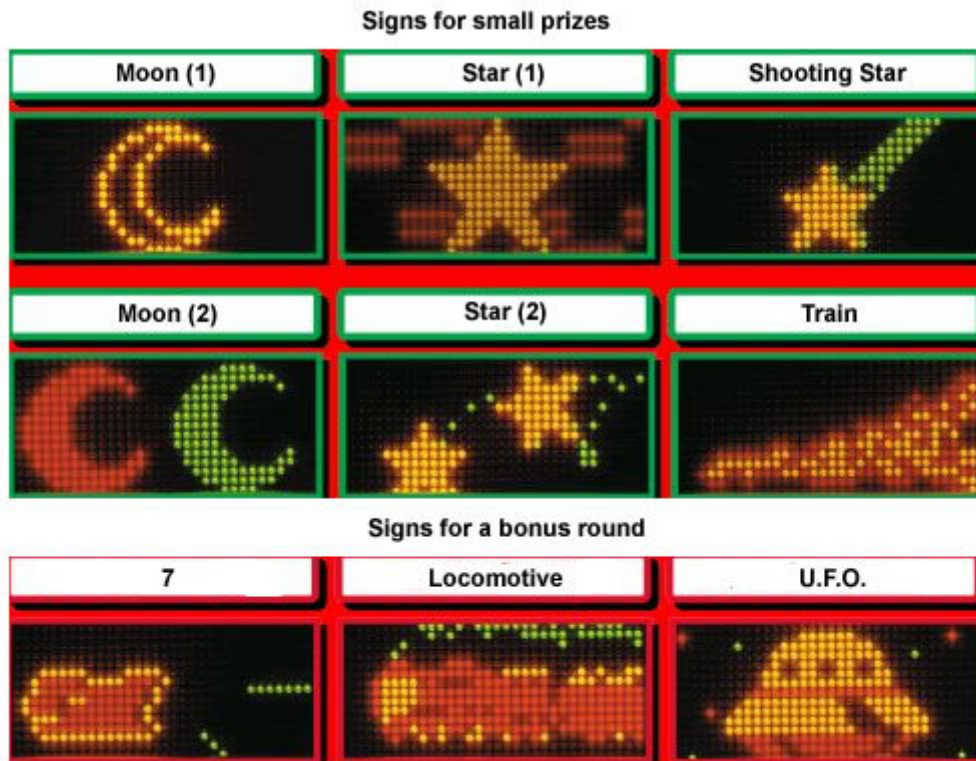 Signs for small prizes
Moon (1)
Star (1)
Shooting Star
Moon (2)
Star (2)
Train
Signs for a bonus round
7
Locomotive
U.F.O.